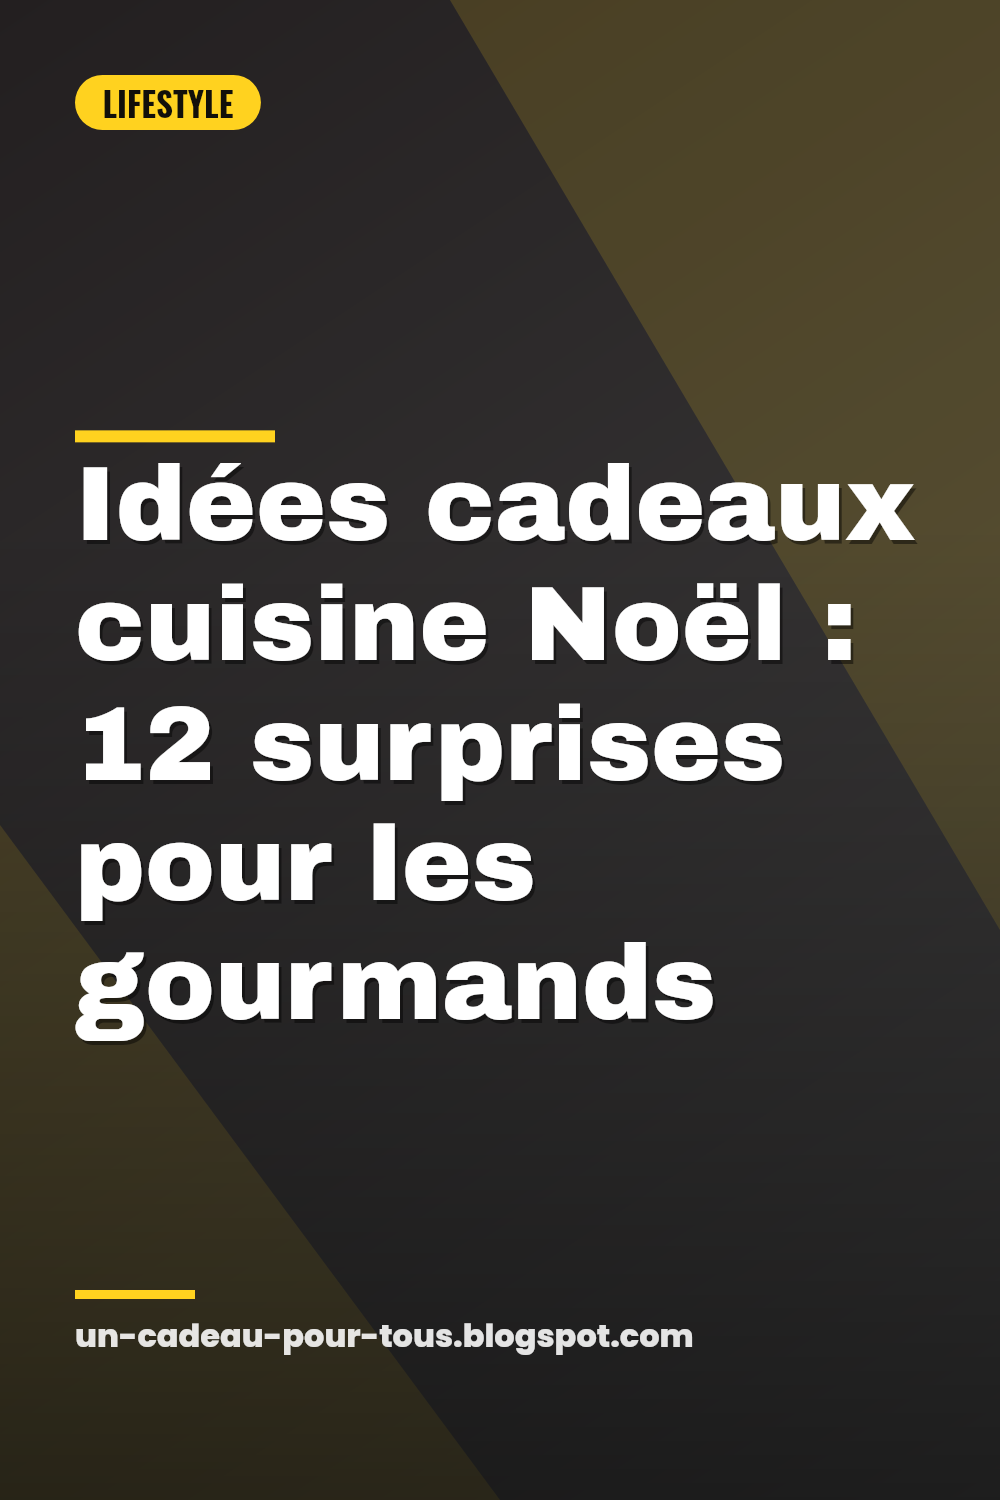 LIFESTYLE
Idées cadeaux
cuisine Noël :
12 surprises
pour les
gourmands
un-cadeau-pour-tous.blogspot.com